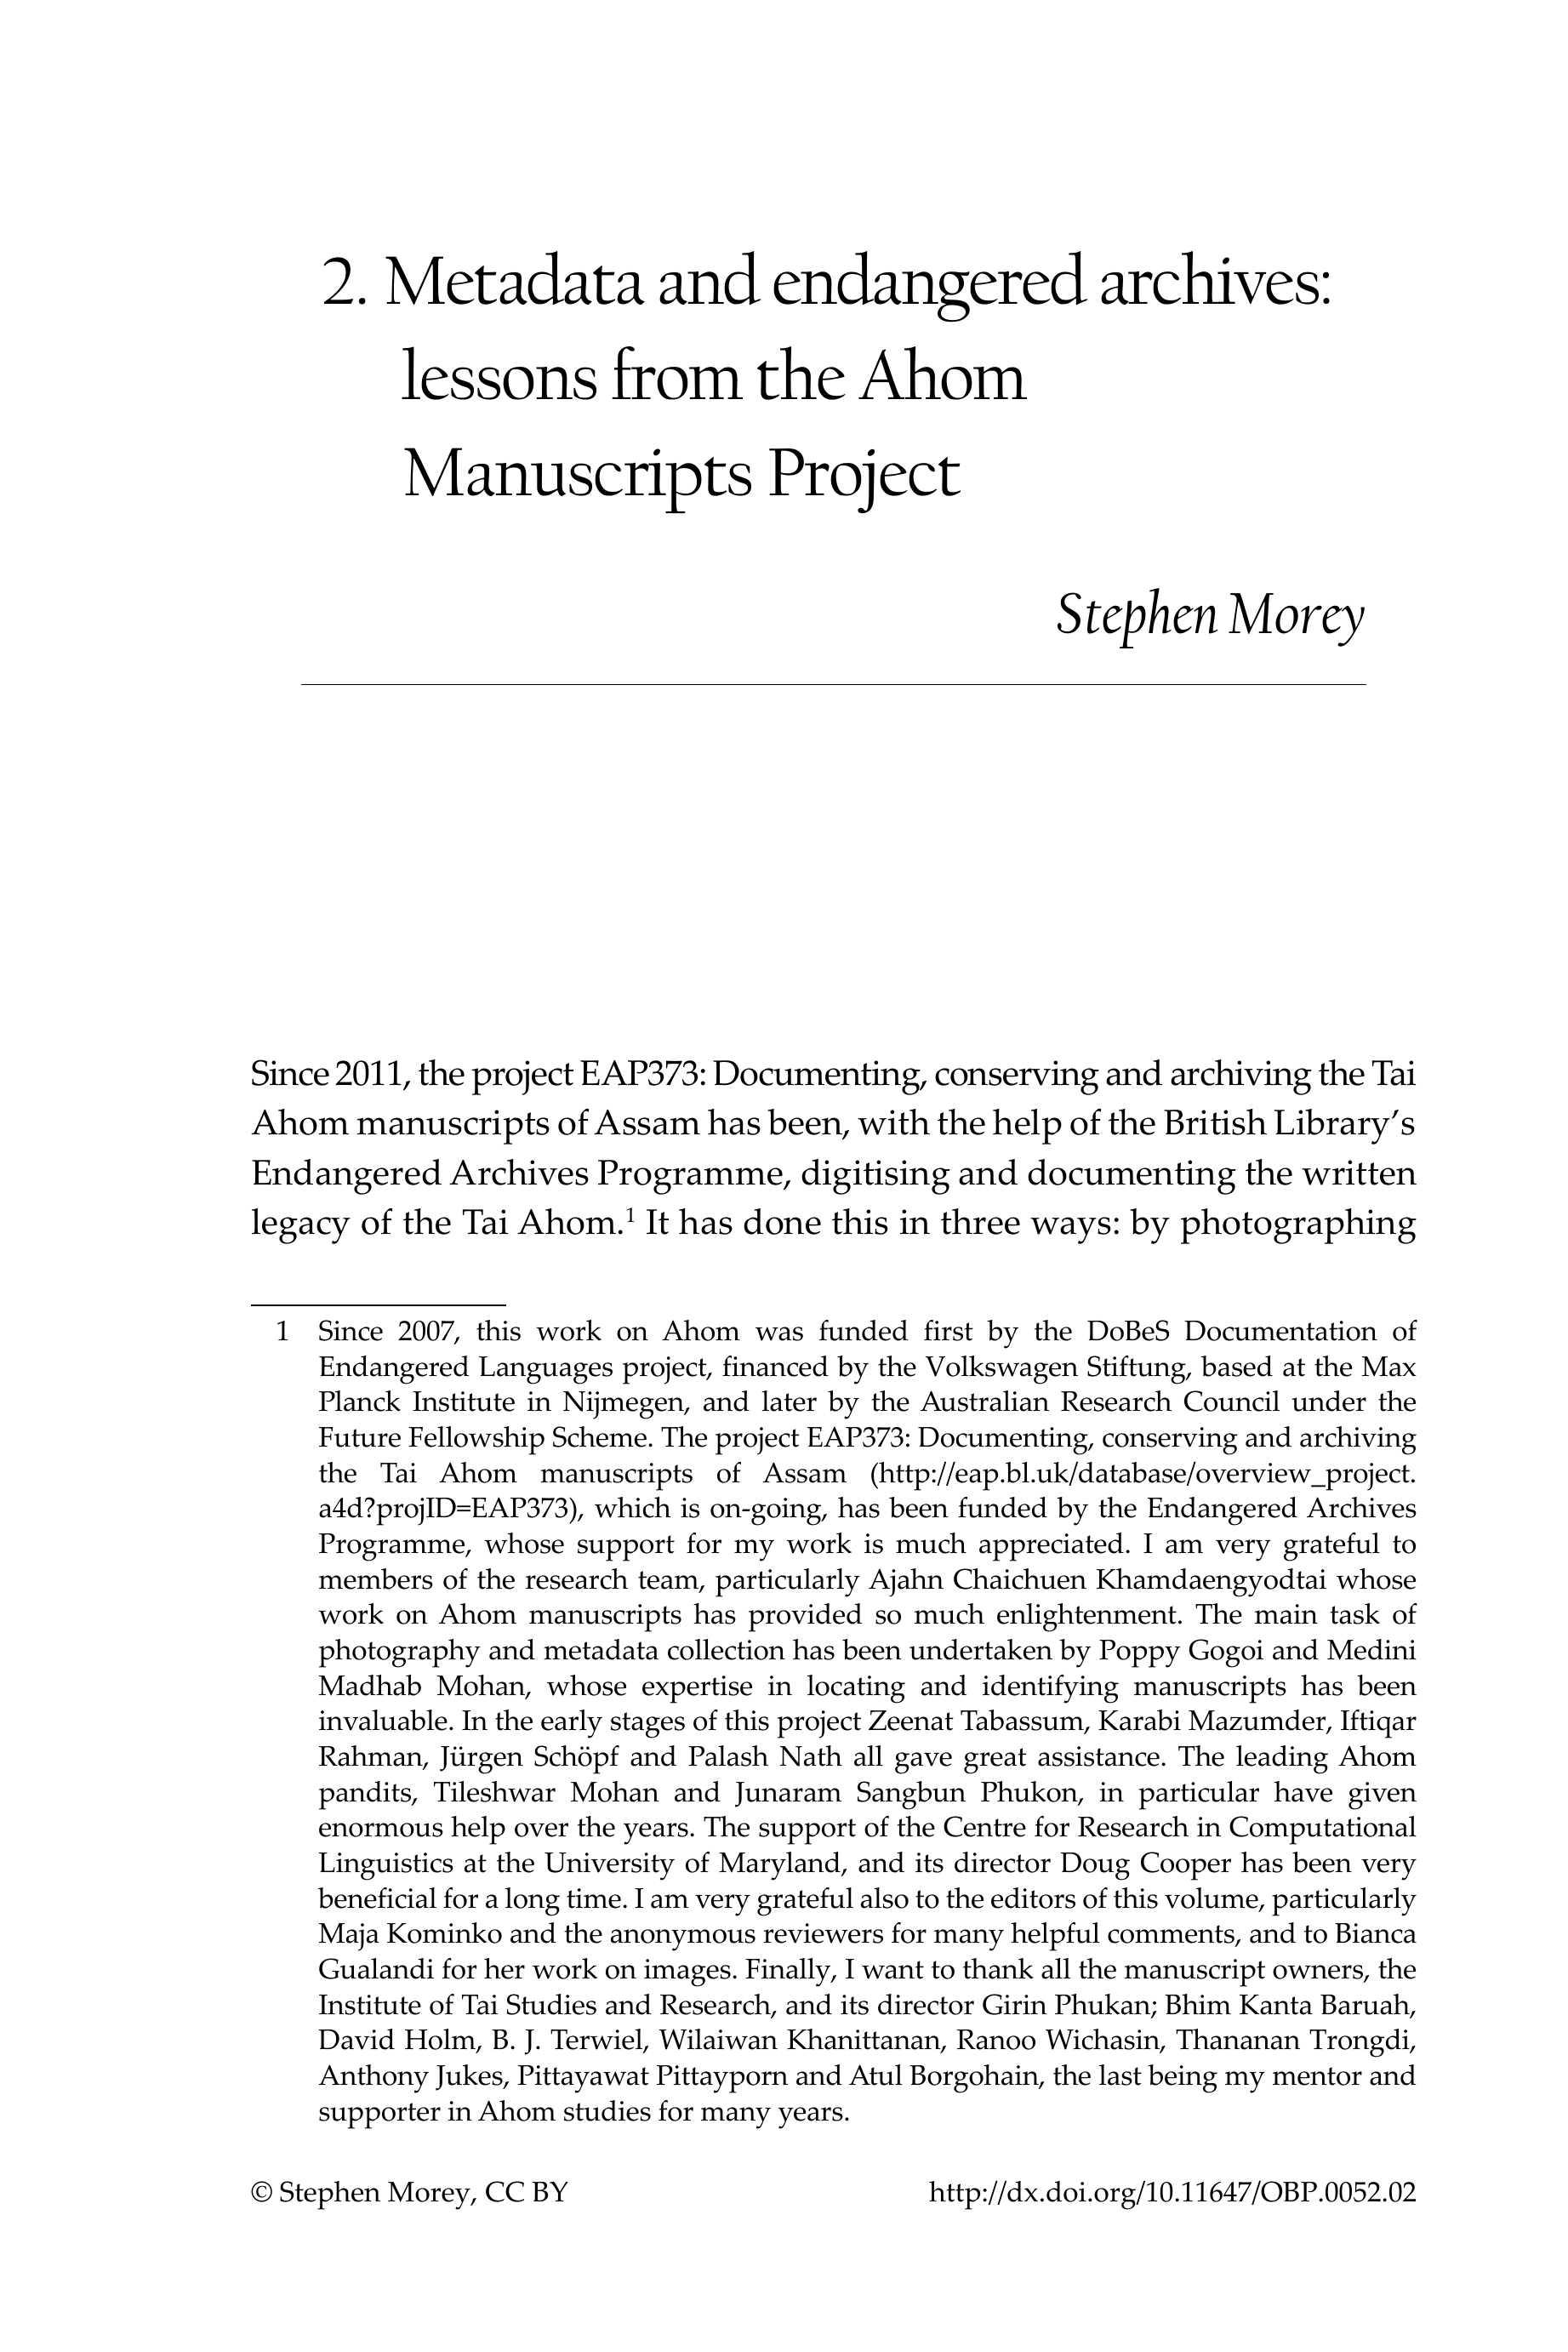 2. Metadata and endangered archives:
lessons from the Ahom
Manuscripts Project
Stephen Morey
Since 2011, the project EAP373: Documenting, conserving and archiving the Tai
Ahom manuscripts of Assam has been, with the help of the British Library’s
Endangered Archives Programme, digitising and documenting the written
legacy of the Tai Ahom.¹ It has done this in three ways: by photographing
1 Since 2007, this work on Ahom was funded first by the DoBeS Documentation of
Endangered Languages project, financed by the Volkswagen Stiftung, based at the Max
Planck Institute in Nijmegen, and later by the Australian Research Council under the
Future Fellowship Scheme. The project EAP373: Documenting, conserving and archiving
the Tai Ahom manuscripts of Assam (http://eap.bl.uk/database/overview_project.
a4d?projID=EAP373), which is on-going, has been funded by the Endangered Archives
Programme, whose support for my work is much appreciated. I am very grateful to
members of the research team, particularly Ajahn Chaichuen Khamdaengyodtai whose
work on Ahom manuscripts has provided so much enlightenment. The main task of
photography and metadata collection has been undertaken by Poppy Gogoi and Medini
Madhab Mohan, whose expertise in locating and identifying manuscripts has been
invaluable. In the early stages of this project Zeenat Tabassum, Karabi Mazumder, Iftiqar
Rahman, Jürgen Schöpf and Palash Nath all gave great assistance. The leading Ahom
pandits, Tileshwar Mohan and Junaram Sangbun Phukon, in particular have given
enormous help over the years. The support of the Centre for Research in Computational
Linguistics at the University of Maryland, and its director Doug Cooper has been very
beneficial for a long time. I am very grateful also to the editors of this volume, particularly
Maja Kominko and the anonymous reviewers for many helpful comments, and to Bianca
Gualandi for her work on images. Finally, I want to thank all the manuscript owners, the
Institute of Tai Studies and Research, and its director Girin Phukan; Bhim Kanta Baruah,
David Holm, B. J. Terwiel, Wilaiwan Khanittanan, Ranoo Wichasin, Thananan Trongdi,
Anthony Jukes, Pittayawat Pittayporn and Atul Borgohain, the last being my mentor and
supporter in Ahom studies for many years.
© Stephen Morey, CC BY
http://dx.doi.org/10.11647/OBP.0052.02